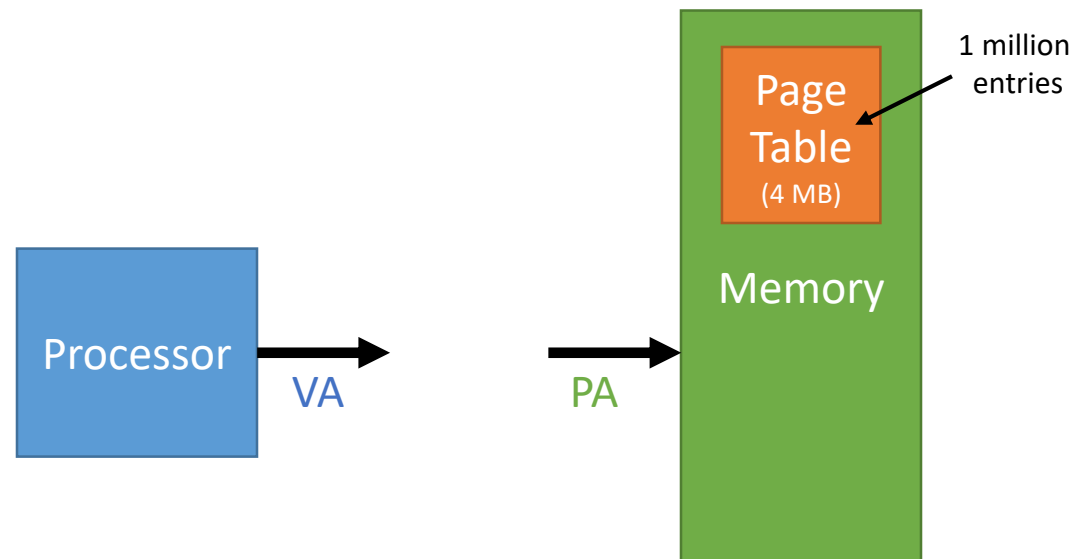 1 million
entries
Page
Table
(4 MB)
Memory
Processor
VA
PA